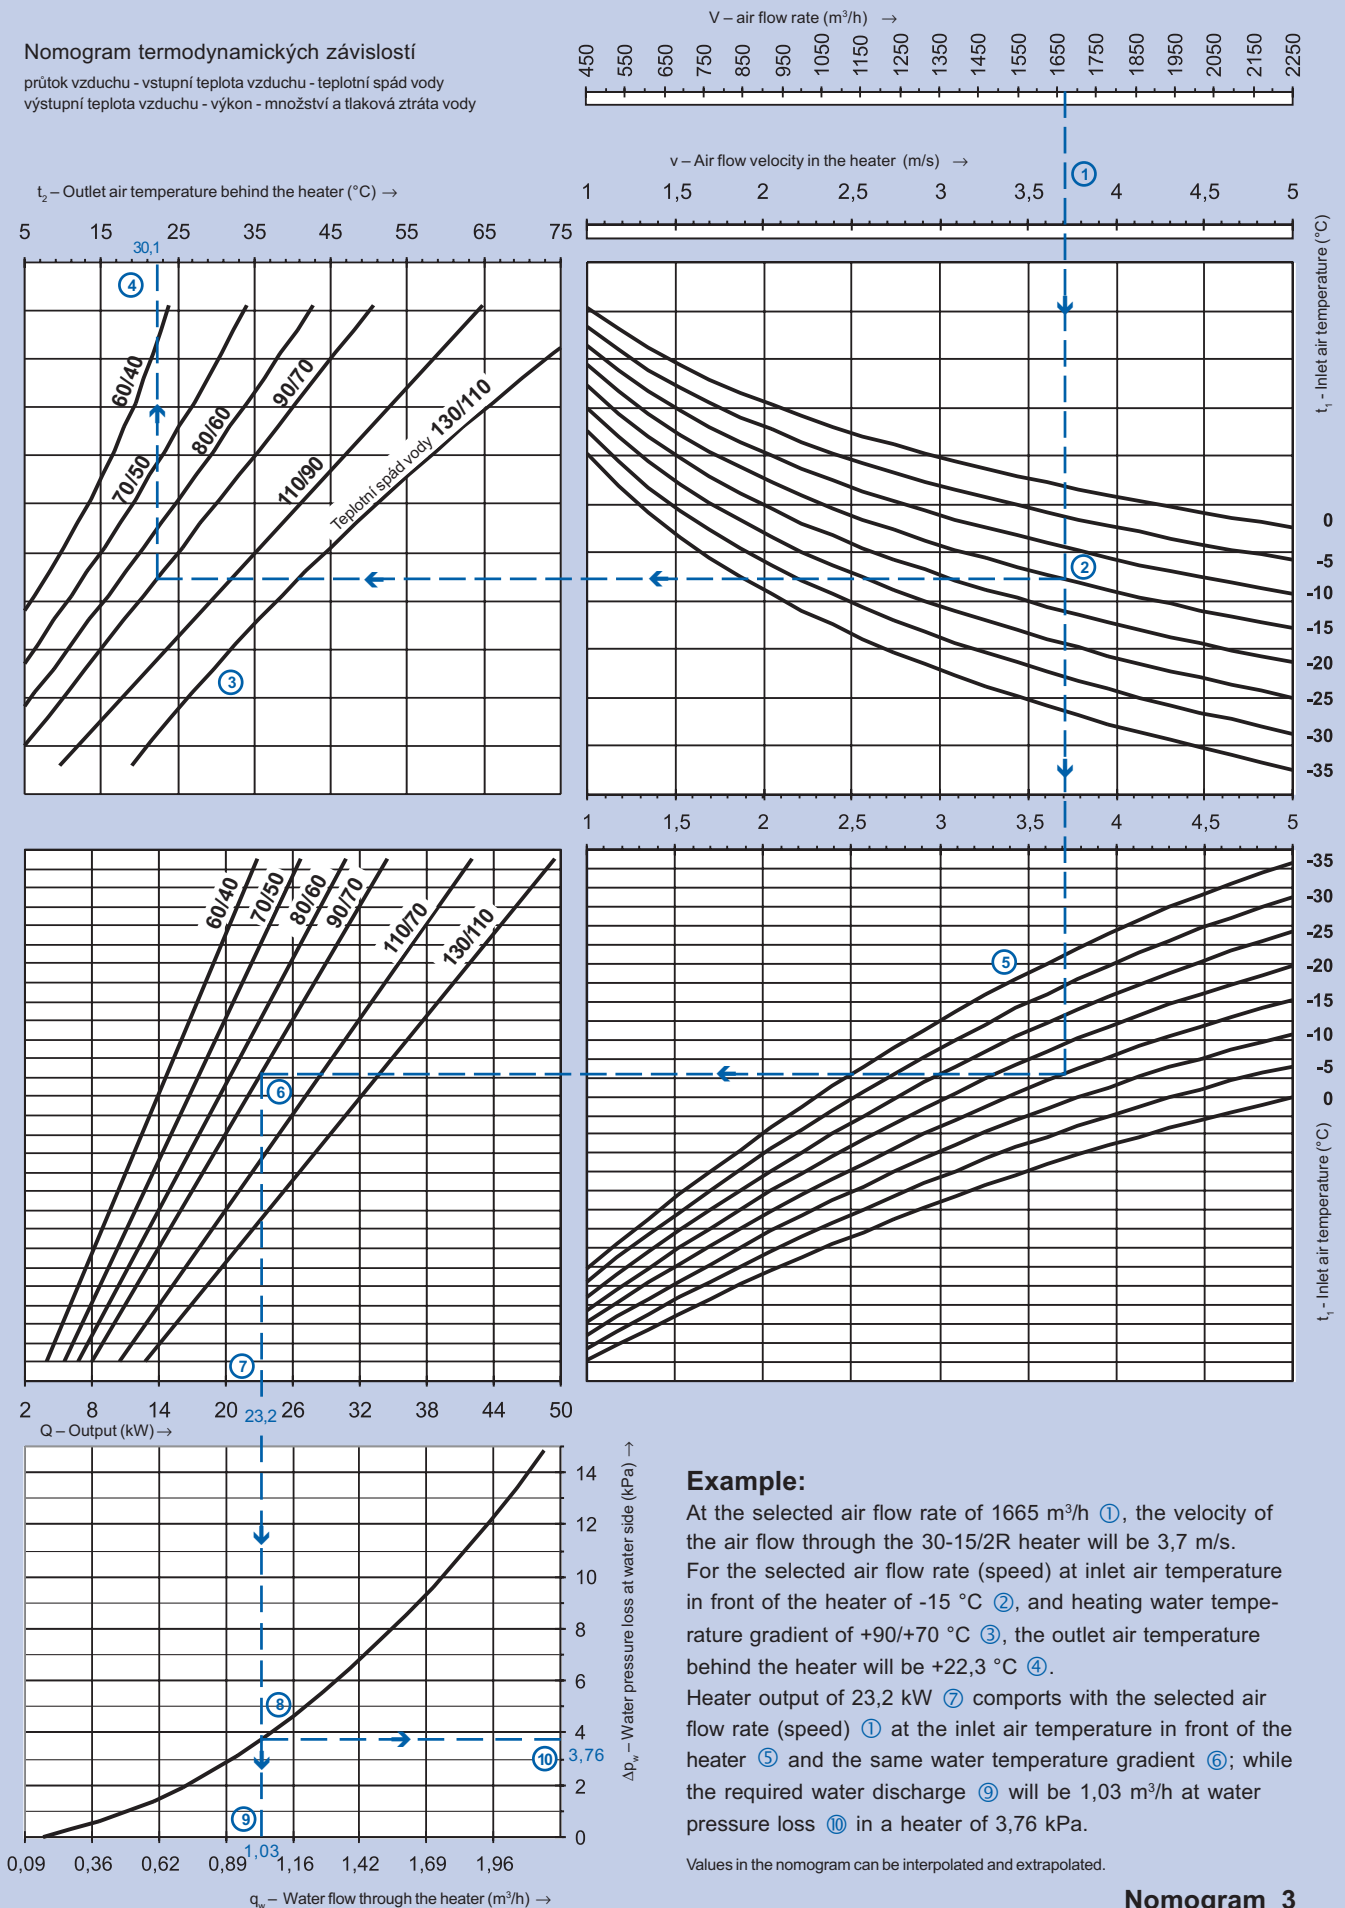 V – air flow rate (m³/h) →
Nomogram termodynamických závislostí
průtok vzduchu - vstupní teplota vzduchu - teplotní spád vody
výstupní teplota vzduchu - výkon - množství a tlaková ztráta vody
450 550 650 750 850 950 1050 1150 1250 1350 1450 1550 1650 1750 1850 1950 2050 2150 2250
v – Air flow velocity in the heater (m/s) →
①
1 1,5 2 2,5 3 3,5 4 4,5 5
t₂ – Outlet air temperature behind the heater (°C) →
5 15 25 35 45 55 65 75
30,1
④
60/40
70/50
80/60
90/70
110/90
Teplotní spád vody 130/110
③
②
t₁ - Inlet air temperature (°C)
0
-5
-10
-15
-20
-25
-30
-35
1 1,5 2 2,5 3 3,5 4 4,5 5
60/40
70/50
80/60
90/70
110/70
130/110
⑤
⑥
⑦
-35
-30
-25
-20
-15
-10
-5
0
t₁ - Inlet air temperature (°C)
2 8 14 20 23,2 26 32 38 44 50
Q – Output (kW) →
14
12
10
8
6
4
3,76
2
0
Δpw – Water pressure loss at water side (kPa) →
⑧
⑩
⑨
1,03
0,09 0,36 0,62 0,89 1,16 1,42 1,69 1,96
qw – Water flow through the heater (m³/h) →
Example:
At the selected air flow rate of 1665 m³/h ①, the velocity of
the air flow through the 30-15/2R heater will be 3,7 m/s.
For the selected air flow rate (speed) at inlet air temperature
in front of the heater of -15 °C ②, and heating water tempe-
rature gradient of +90/+70 °C ③, the outlet air temperature
behind the heater will be +22,3 °C ④.
Heater output of 23,2 kW ⑦ comports with the selected air
flow rate (speed) ① at the inlet air temperature in front of the
heater ⑤ and the same water temperature gradient ⑥; while
the required water discharge ⑨ will be 1,03 m³/h at water
pressure loss ⑩ in a heater of 3,76 kPa.
Values in the nomogram can be interpolated and extrapolated.
Nomogram 3